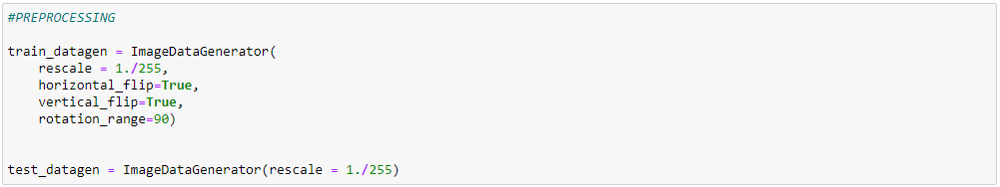 #PREPROCESSING
train_datagen = ImageDataGenerator(
    rescale = 1./255,
    horizontal_flip=True,
    vertical_flip=True,
    rotation_range=90)
test_datagen = ImageDataGenerator(rescale = 1./255)